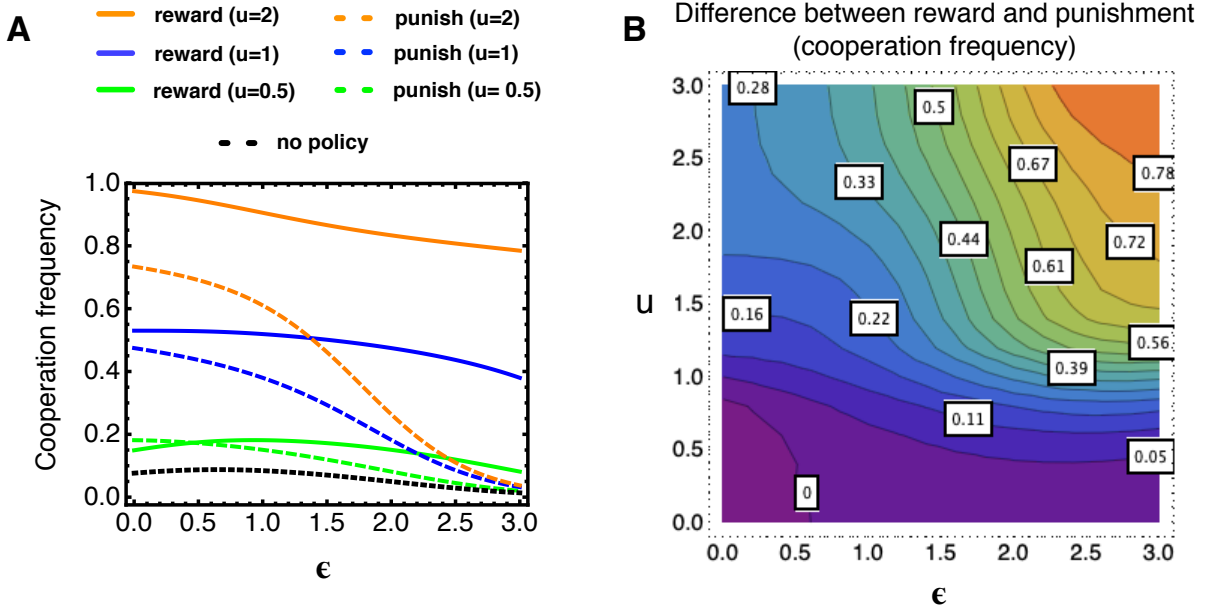 A
reward (u=2)
punish (u=2)
reward (u=1)
punish (u=1)
reward (u=0.5)
punish (u= 0.5)
no policy
Cooperation frequency
1.0
0.8
0.6
0.4
0.2
0.0
0.0 0.5 1.0 1.5 2.0 2.5 3.0
ϵ
B
Difference between reward and punishment
(cooperation frequency)
u
3.0
2.5
2.0
1.5
1.0
0.5
0.0
0.28
0.5
0.67
0.78
0.33
0.44
0.72
0.61
0.16
0.22
0.56
0.39
0.11
0.05
0
0.0 0.5 1.0 1.5 2.0 2.5 3.0
ϵ